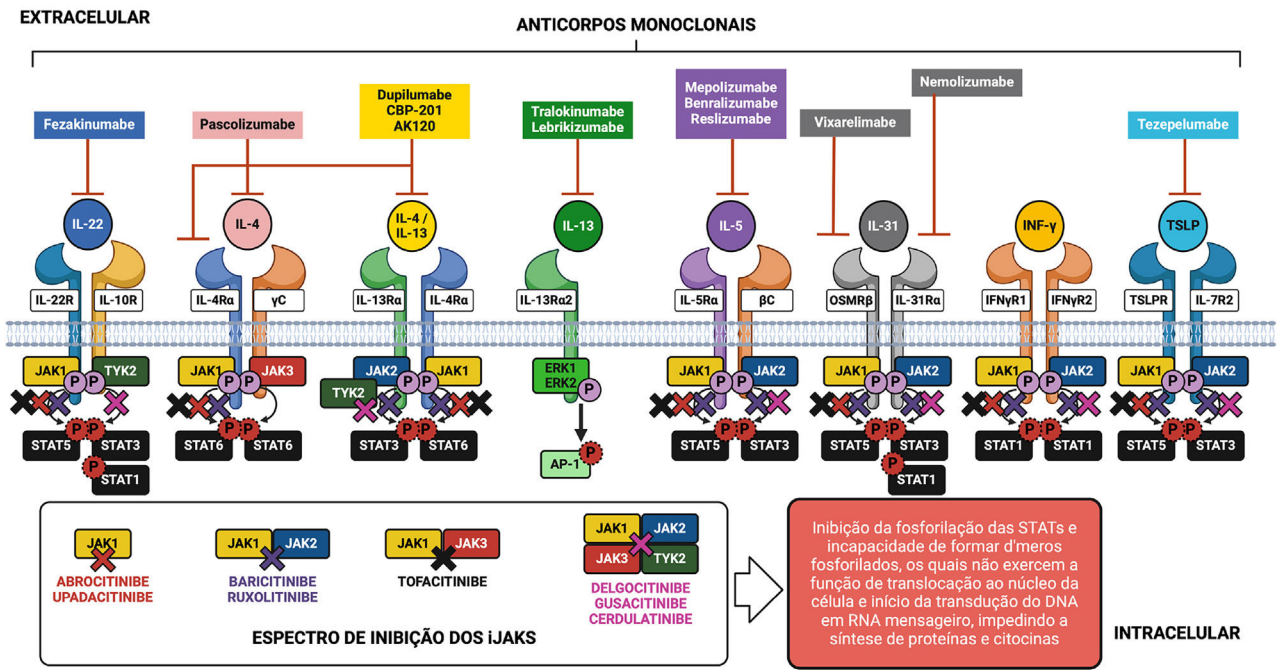 EXTRACELULAR
ANTICORPOS MONOCLONAIS
Fezakinumabe
Pascolizumabe
Dupilumabe
CBP-201
AK120
Tralokinumabe
Lebrikizumabe
Mepolizumabe
Benralizumabe
Reslizumabe
Vixarelimabe
Nemolizumabe
Tezepelumabe
IL-22
IL-4
IL-4 /
IL-13
IL-13
IL-5
IL-31
INF-γ
TSLP
IL-22R
IL-10R
IL-4Rα
γC
IL-13Rα
IL-4Rα
IL-13Rα2
IL-5Rα
βC
OSMRβ
IL-31Rα
IFNγR1
IFNγR2
TSLPR
IL-7R2
JAK1
P
P
TYK2
STAT5
P
P
STAT3
P
STAT1
JAK1
P
P
JAK3
STAT6
P
P
STAT6
JAK2
TYK2
P
P
JAK1
STAT3
P
P
STAT6
ERK1
ERK2
P
AP-1
P
JAK1
P
P
JAK2
STAT5
P
P
STAT3
JAK1
P
P
JAK2
STAT5
P
P
STAT3
P
STAT1
JAK1
P
P
JAK2
STAT1
P
P
STAT1
JAK1
P
P
JAK2
STAT5
P
P
STAT3
JAK1
ABROCITINIBE
UPADACITINIBE
JAK1
JAK2
BARICITINIBE
RUXOLITINIBE
JAK1
JAK3
TOFACITINIBE
JAK1
JAK2
JAK3
TYK2
DELGOCITINIBE
GUSACITINIBE
CERDULATINIBE
ESPECTRO DE INIBIÇÃO DOS iJAKS
Inibição da fosforilação das STATs e
incapacidade de formar d'meros
fosforilados, os quais não exercem a
função de translocação ao núcleo da
célula e início da transdução do DNA
em RNA mensageiro, impedindo a
síntese de proteínas e citocinas
INTRACELULAR